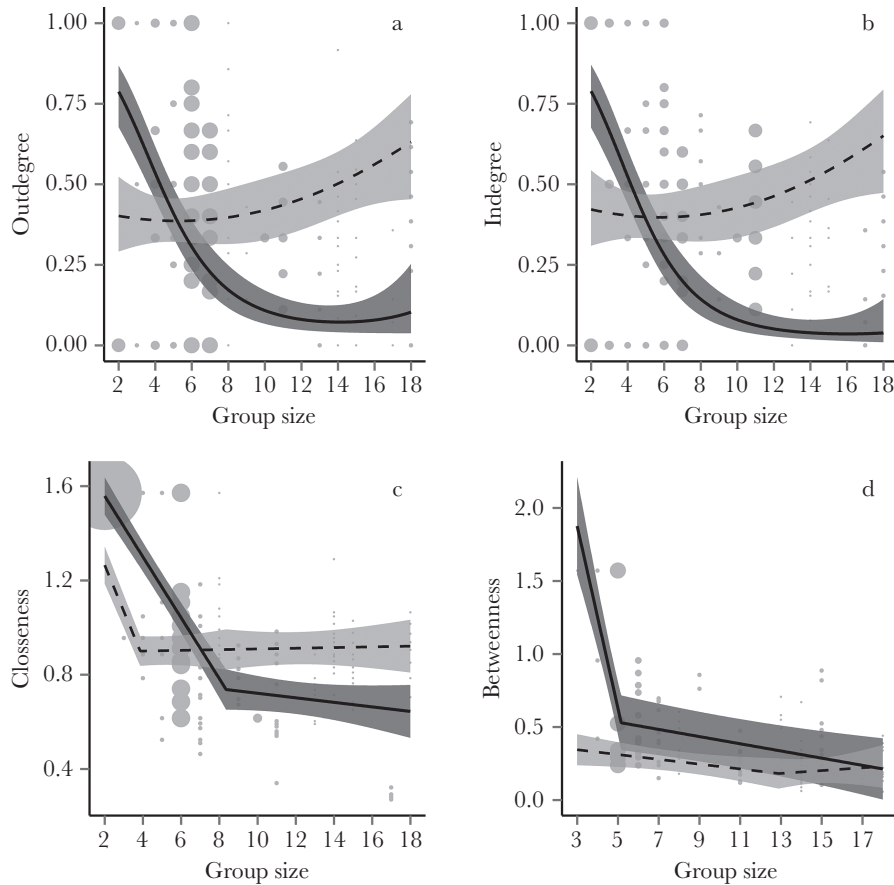 a
1.00
0.75
0.50
0.25
0.00
Outdegree
2 4 6 8 10 12 14 16 18
Group size
b
1.00
0.75
0.50
0.25
0.00
Indegree
2 4 6 8 10 12 14 16 18
Group size
c
1.6
1.2
0.8
0.4
Closseness
2 4 6 8 10 12 14 16 18
Group size
d
2.0
1.5
1.0
0.5
0.0
Betweenness
3 5 7 9 11 13 15 17
Group size